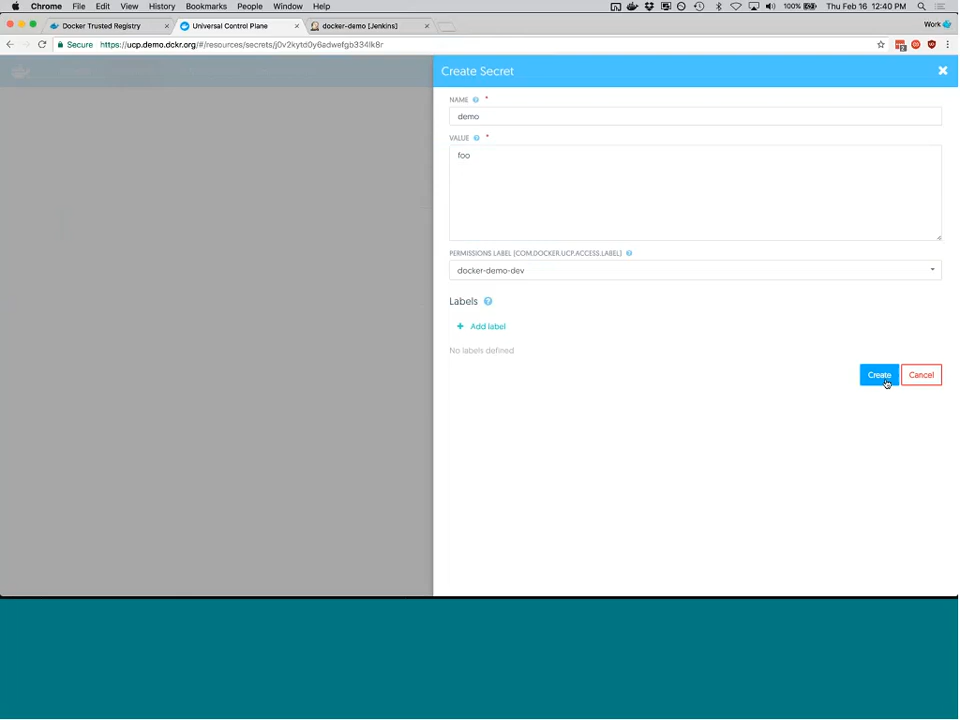 Chrome File Edit View History Bookmarks People Window Help 100% Thu Feb 16 12:40 PM
Docker Trusted Registry × Universal Control Plane × docker-demo [Jenkins] × Work
Secure https://ucp.demo.dckr.org/#/resources/secrets/j0v2kytd0y6adwefgb334lk8r
Create Secret
NAME *
demo
VALUE *
foo
PERMISSIONS LABEL (COM.DOCKER.UCP.ACCESS.LABEL)
docker-demo-dev
Labels
+ Add label
No labels defined
Create Cancel